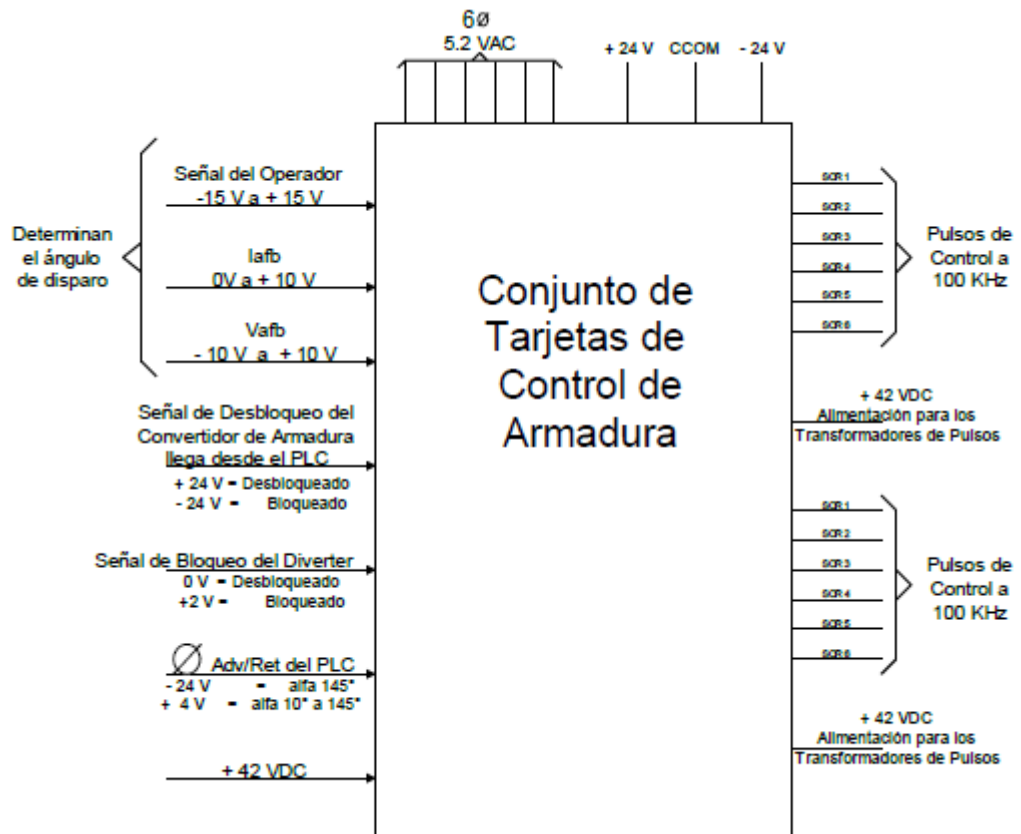 6ø
5.2 VAC
+ 24 V CCOM - 24 V
Señal del Operador
-15 V a + 15 V
Determinan
el ángulo
de disparo
Iafb
0V a + 10 V
Vafb
- 10 V a + 10 V
Señal de Desbloqueo del
Convertidor de Armadura
llega desde el PLC
+ 24 V = Desbloqueado
- 24 V = Bloqueado
Señal de Bloqueo del Diverter
0 V = Desbloqueado
+2 V = Bloqueado
Ø Adv/Ret del PLC
- 24 V = alfa 145°
+ 4 V = alfa 10° a 145°
+ 42 VDC
Conjunto de
Tarjetas de
Control de
Armadura
SCR 1
SCR 2
SCR 3
SCR 4
SCR 5
SCR 6
Pulsos de
Control a
100 KHz
+ 42 VDC
Alimentación para los
Transformadores de Pulsos
SCR 1
SCR 2
SCR 3
SCR 4
SCR 5
SCR 6
Pulsos de
Control a
100 KHz
+ 42 VDC
Alimentación para los
Transformadores de Pulsos